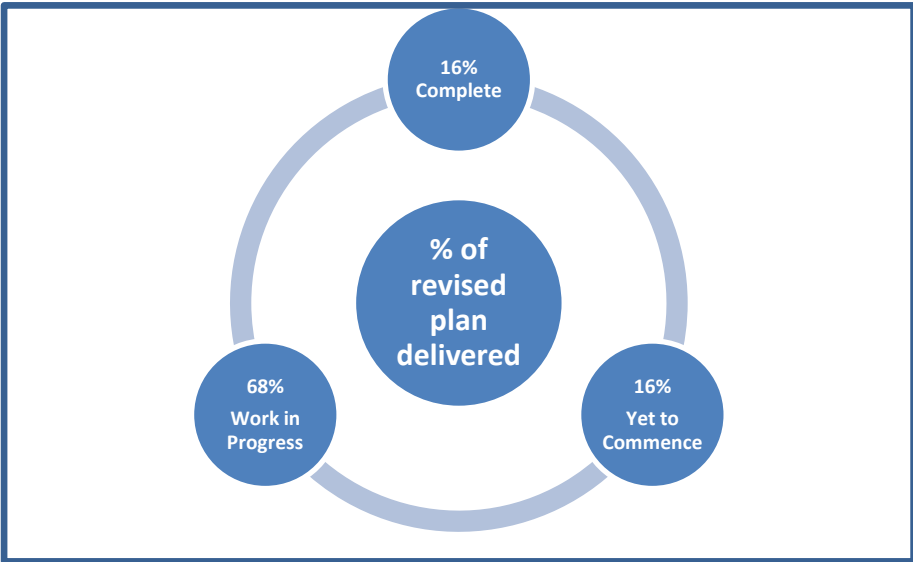 16%
Complete
% of
revised
plan
delivered
68%
Work in
Progress
16%
Yet to
Commence